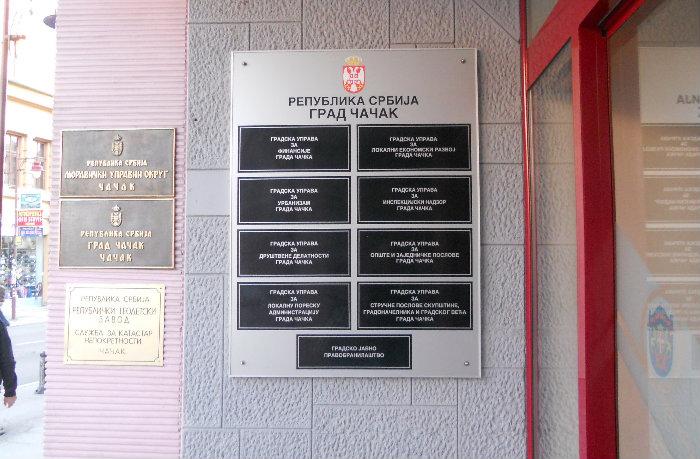 РЕПУБЛИКА СРБИЈА
МОРАВИЧКИ УПРАВНИ ОКРУГ
ЧАЧАК
РЕПУБЛИКА СРБИЈА
ГРАД ЧАЧАК
ЧАЧАК
РЕПУБЛИКА СРБИЈА
РЕПУБЛИЧКИ ГЕОДЕТСКИ
ЗАВОД
СЛУЖБА ЗА КАТАСТАР
НЕПОКРЕТНОСТИ
ЧАЧАК
РЕПУБЛИКА СРБИЈА
ГРАД ЧАЧАК
ГРАДСКА УПРАВА
ЗА
ФИНАНСИЈЕ
ГРАДА ЧАЧКА
ГРАДСКА УПРАВА
ЗА
ЛОКАЛНИ ЕКОНОМСКИ РАЗВОЈ
ГРАДА ЧАЧКА
ГРАДСКА УПРАВА
ЗА
УРБАНИЗАМ
ГРАДА ЧАЧКА
ГРАДСКА УПРАВА
ЗА
ИНСПЕКЦИЈСКИ НАДЗОР
ГРАДА ЧАЧКА
ГРАДСКА УПРАВА
ЗА
ДРУШТВЕНЕ ДЕЛАТНОСТИ
ГРАДА ЧАЧКА
ГРАДСКА УПРАВА
ЗА
ОПШТЕ И ЗАЈЕДНИЧКЕ ПОСЛОВЕ
ГРАДА ЧАЧКА
ГРАДСКА УПРАВА
ЗА
ЛОКАЛНУ ПОРЕСКУ
АДМИНИСТРАЦИЈУ
ГРАДА ЧАЧКА
ГРАДСКА УПРАВА
ЗА
СТРУЧНЕ ПОСЛОВЕ СКУПШТИНЕ,
ГРАДОНАЧЕЛНИКА И ГРАДСКОГ ВЕЋА
ГРАДА ЧАЧКА
ГРАДСКО ЈАВНО
ПРАВОБРАНИЛАШТВО